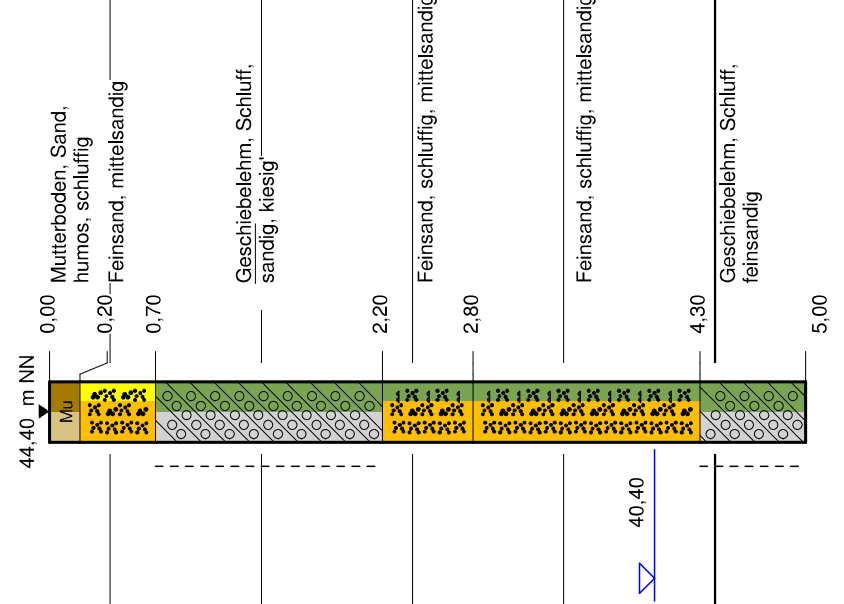 44,40 m NN
0,00
Mutterboden, Sand,
humos, schluffig
0,20
Feinsand, mittelsandig
0,70
Geschiebelehm, Schluff,
sandig, kiesig'
2,20
Feinsand, schluffig, mittelsandig
2,80
Feinsand, schluffig, mittelsandig
4,30
Geschiebelehm, Schluff,
feinsandig
5,00
Mu
40,40